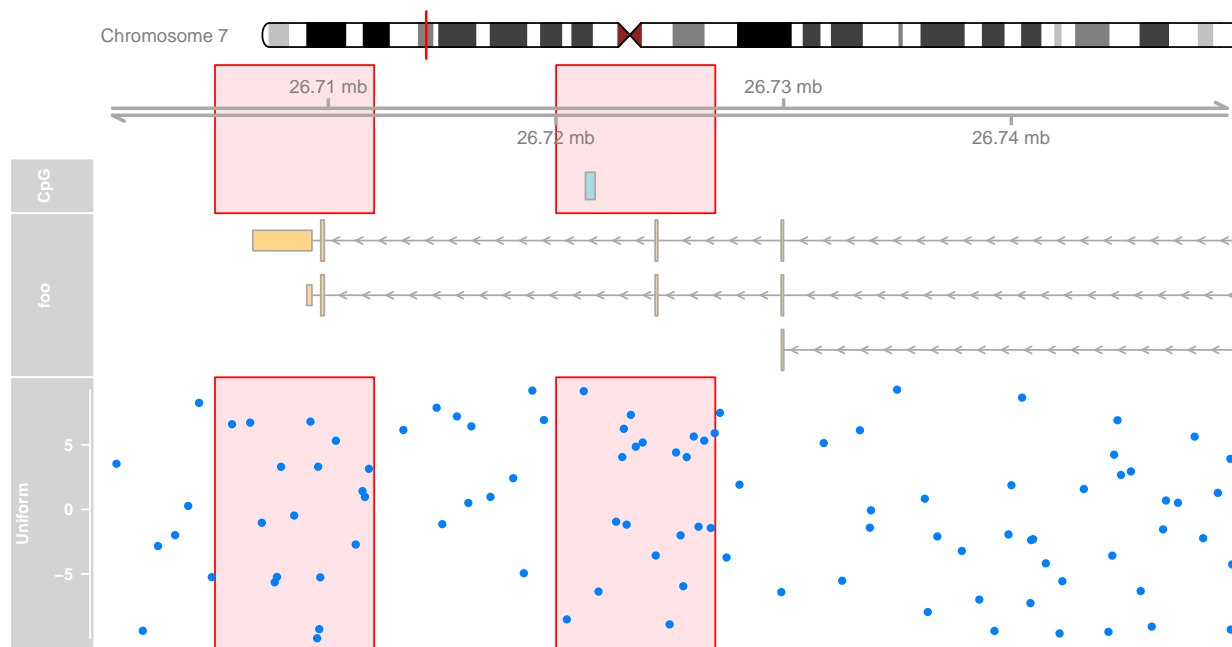 Chromosome 7
26.71 mb
26.73 mb
26.72 mb
26.74 mb
CpG
foo
Uniform
5
0
−5